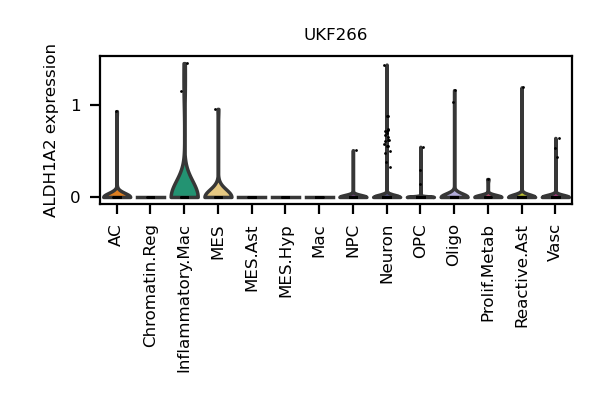 UKF266
ALDH1A2 expression
1
0
AC
Chromatin.Reg
Inflammatory.Mac
MES
MES.Ast
MES.Hyp
Mac
NPC
Neuron
OPC
Oligo
Prolif.Metab
Reactive.Ast
Vasc